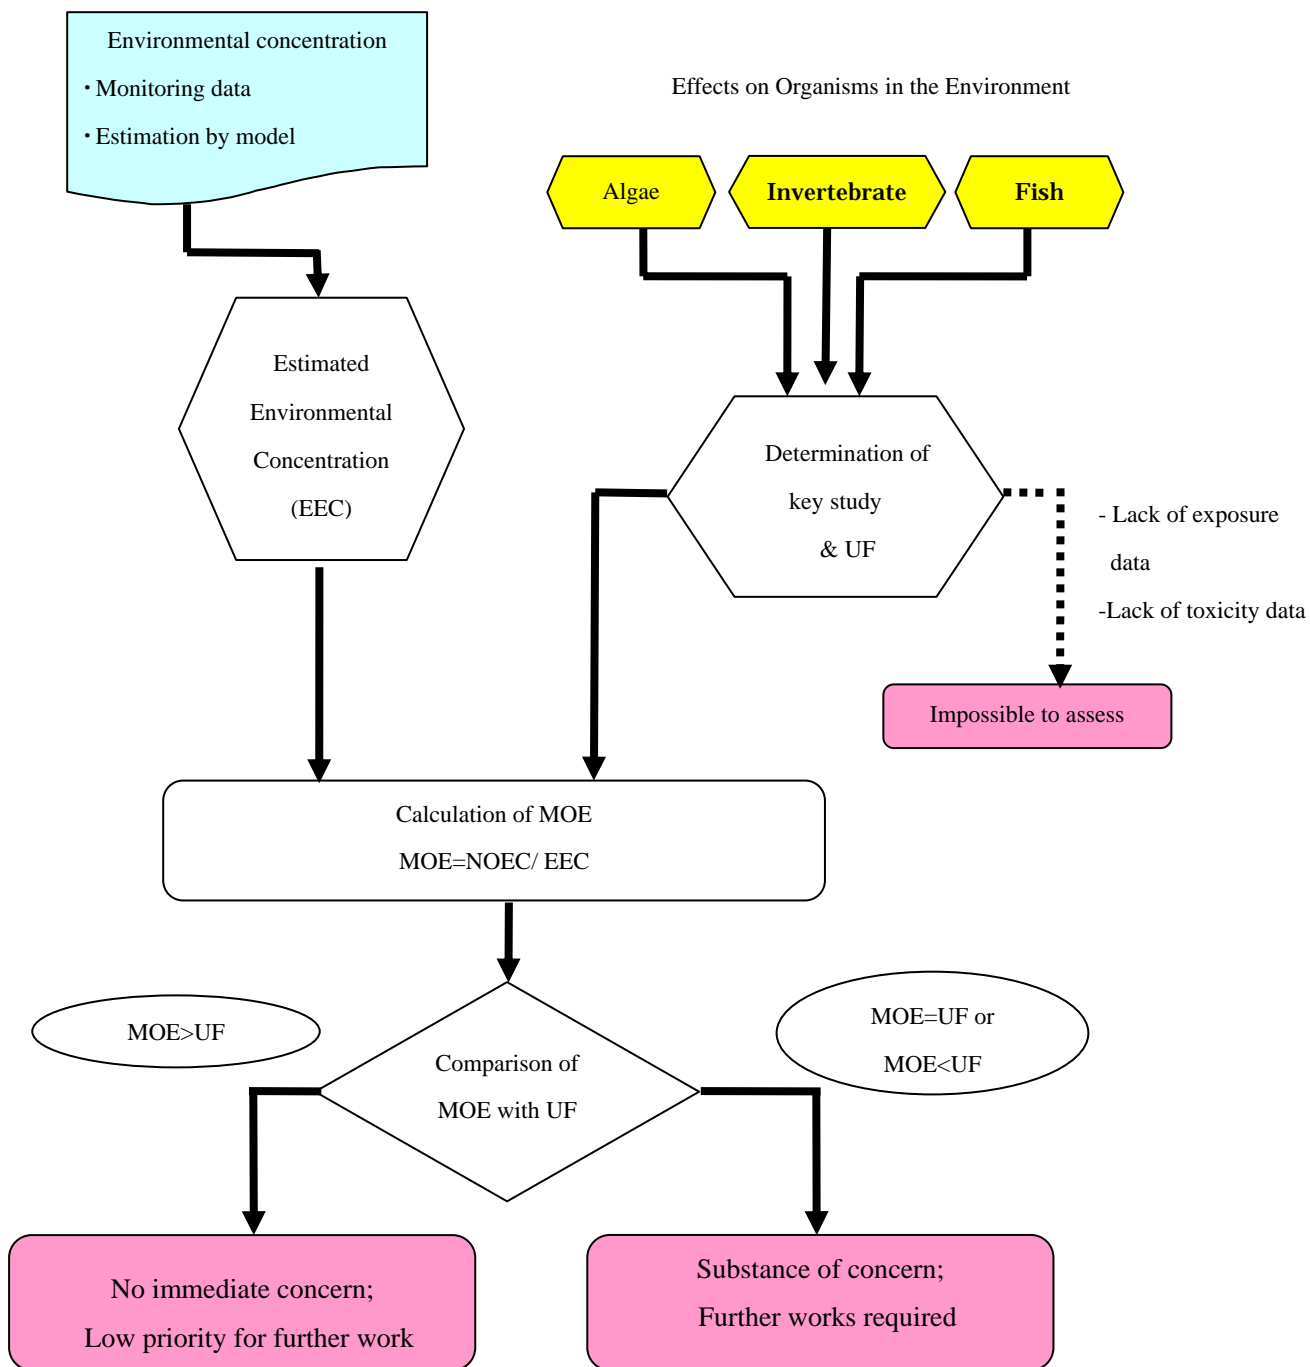 Environmental concentration
・Monitoring data
・Estimation by model
Effects on Organisms in the Environment
Algae
Invertebrate
Fish
Estimated
Environmental
Concentration
(EEC)
Determination of
key study
& UF
- Lack of exposure
data
-Lack of toxicity data
Impossible to assess
Calculation of MOE
MOE=NOEC/ EEC
MOE>UF
Comparison of
MOE with UF
MOE=UF or
MOE<UF
No immediate concern;
Low priority for further work
Substance of concern;
Further works required